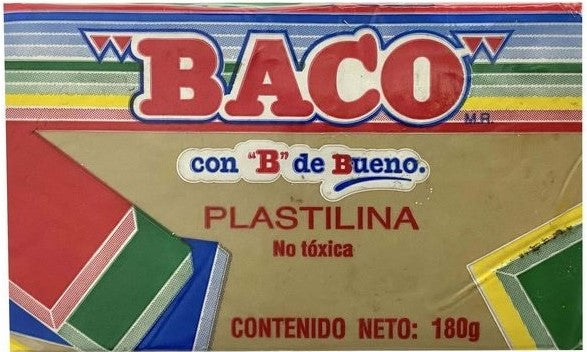 "BACO"
M.R.
con "B" de Bueno.
PLASTILINA
No tóxica
CONTENIDO NETO: 180g